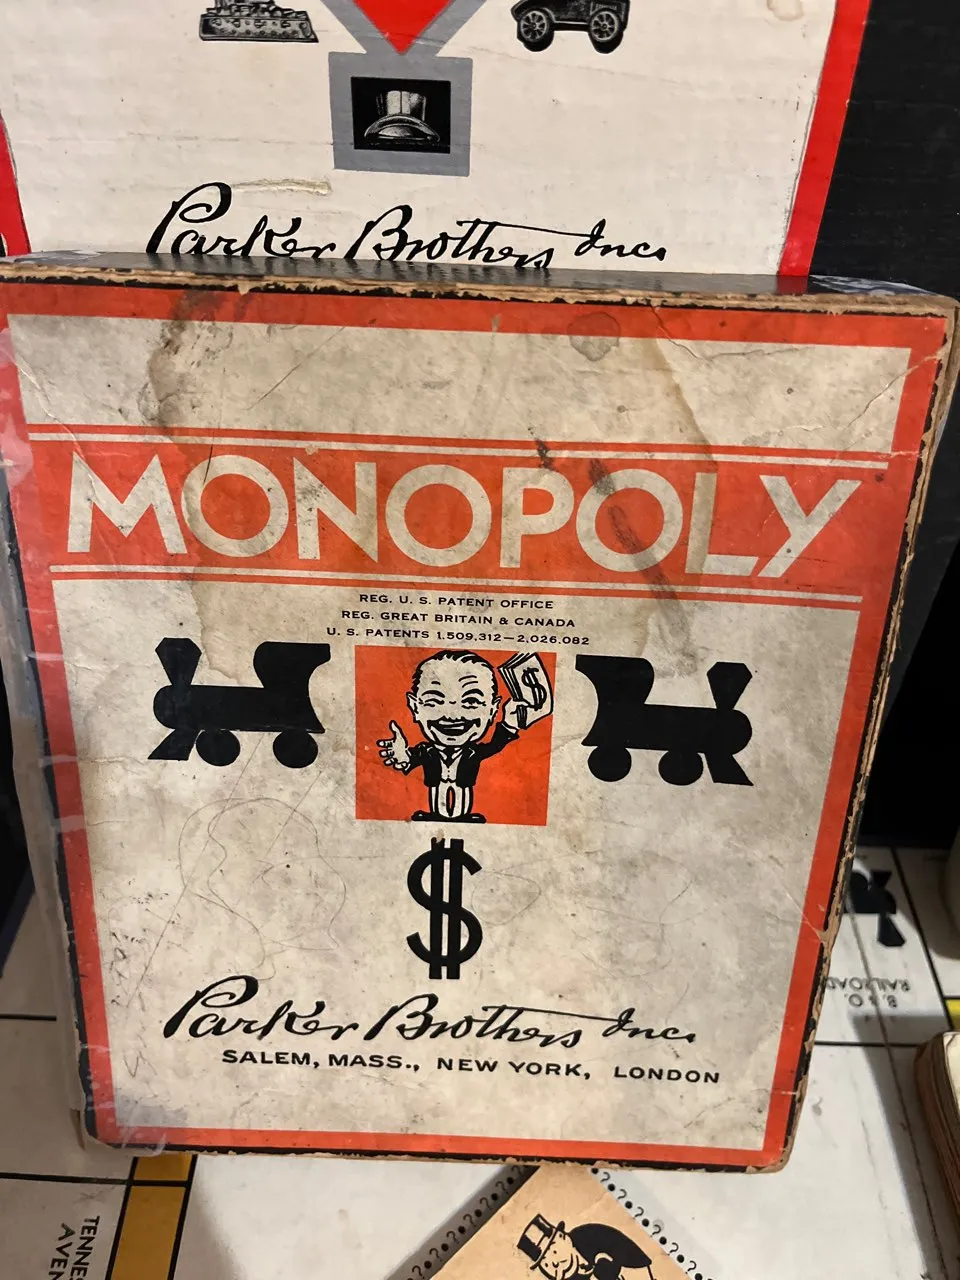 Parker Brothers Inc.
MONOPOLY
REG. U. S. PATENT OFFICE
REG. GREAT BRITAIN & CANADA
U. S. PATENTS 1,509,312—2,026,082
$
$
Parker Brothers Inc.
SALEM, MASS., NEW YORK, LONDON
B. & O.
RAILROAD
TENNE
AVEN